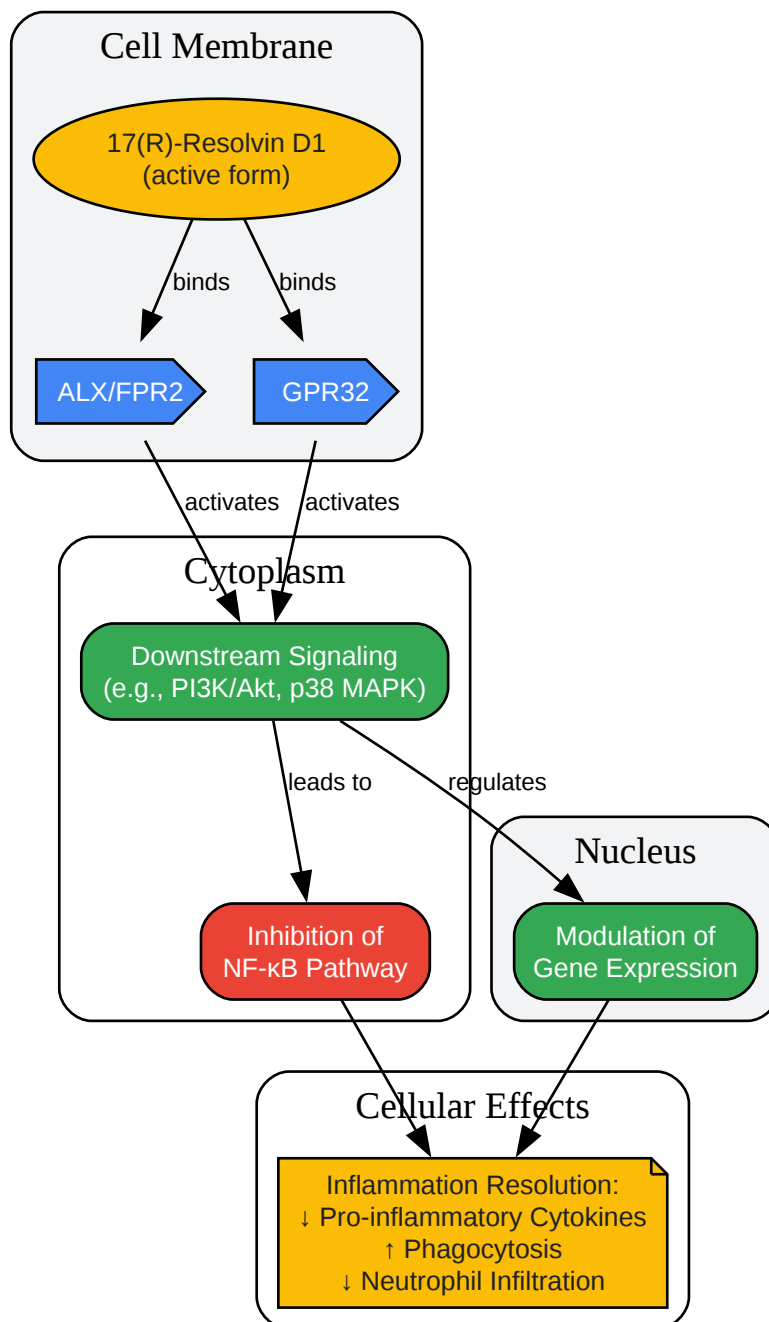 Cell Membrane
17(R)-Resolvin D1
(active form)
binds
binds
ALX/FPR2
GPR32
activates
activates
Cytoplasm
Downstream Signaling
(e.g., PI3K/Akt, p38 MAPK)
leads to
regulates
Nucleus
Inhibition of
NF-κB Pathway
Modulation of
Gene Expression
Cellular Effects
Inflammation Resolution:
↓ Pro-inflammatory Cytokines
↑ Phagocytosis
↓ Neutrophil Infiltration